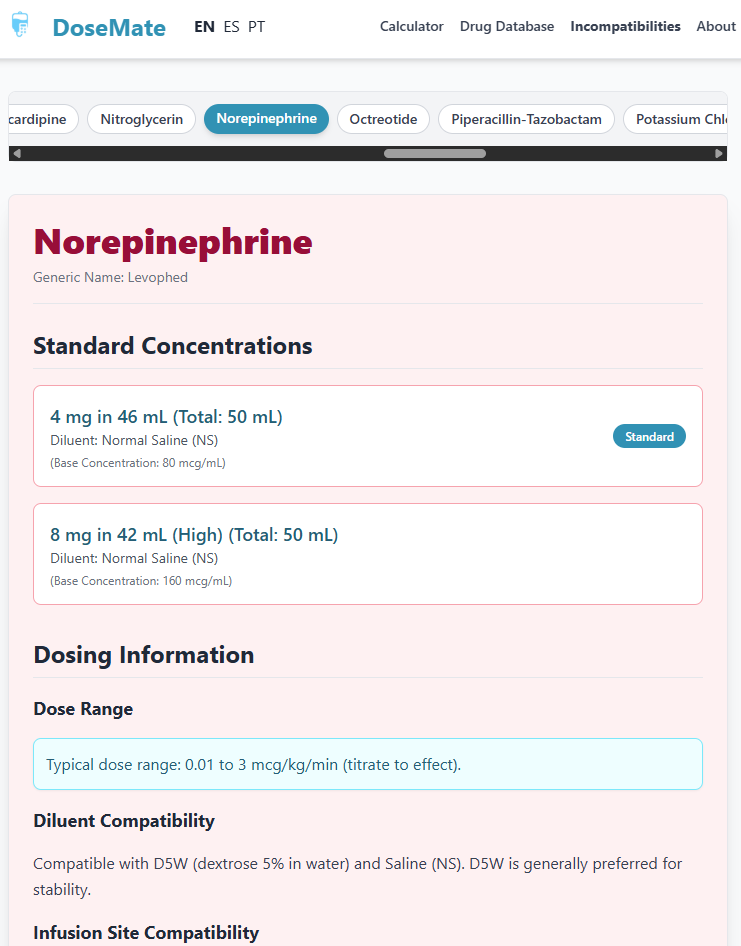 DoseMate EN ES PT Calculator Drug Database Incompatibilities About
cardipine Nitroglycerin Norepinephrine Octreotide Piperacillin-Tazobactam Potassium Chl
Norepinephrine
Generic Name: Levophed
Standard Concentrations
4 mg in 46 mL (Total: 50 mL)
Diluent: Normal Saline (NS)
Standard
(Base Concentration: 80 mcg/mL)
8 mg in 42 mL (High) (Total: 50 mL)
Diluent: Normal Saline (NS)
(Base Concentration: 160 mcg/mL)
Dosing Information
Dose Range
Typical dose range: 0.01 to 3 mcg/kg/min (titrate to effect).
Diluent Compatibility
Compatible with D5W (dextrose 5% in water) and Saline (NS). D5W is generally preferred for
stability.
Infusion Site Compatibility